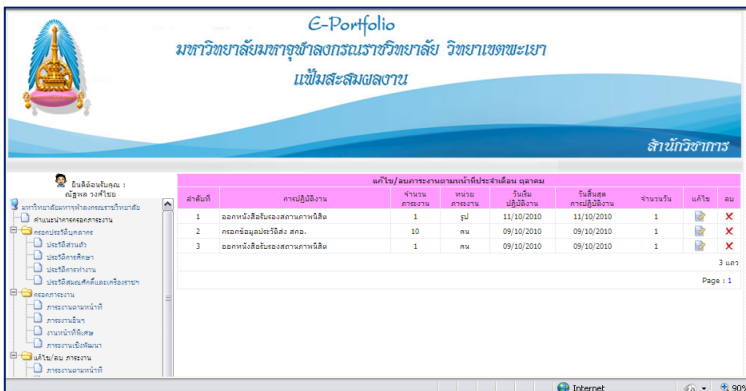 E-Portfolio
มหาวิทยาลัยมหาจุฬาลงกรณราชวิทยาลัย วิทยาเขตพะเยา
แฟ้มสะสมผลงาน
สำนักวิชาการ
ยินดีต้อนรับคุณ :
ณัฐพล วงศ์ไชย
มหาวิทยาลัยมหาจุฬาลงกรณราชวิทยาลัย
คำแนะนำการกรอกภาระงาน
กรอกประวัติบุคลากร
ประวัติส่วนตัว
ประวัติการศึกษา
ประวัติการทำงาน
ประวัติสมณศักดิ์และเครื่องราชฯ
กรอกภาระงาน
ภาระงานตามหน้าที่
ภาระงานอื่นๆ
งานหน้าที่พิเศษ
ภาระงานเชิงพัฒนา
แก้ไข/ลบ ภาระงาน
ภาระงานตามหน้าที่
แก้ไข/ลบภาระงานตามหน้าที่ประจำเดือน ตุลาคม
ลำดับที่ การปฏิบัติงาน จำนวนภาระงาน หน่วยภาระงาน วันเริ่มปฏิบัติงาน วันสิ้นสุดการปฏิบัติงาน จำนวนวัน แก้ไข ลบ
1 ออกหนังสือรับรองสถานภาพนิสิต 1 รูป 11/10/2010 11/10/2010 1
2 กรอกข้อมูลประวัติส่ง สกอ. 10 คน 09/10/2010 09/10/2010 1
3 ออกหนังสือรับรองสถานภาพนิสิต 1 คน 09/10/2010 09/10/2010 1
3 แถว
Page : 1
Internet
90%